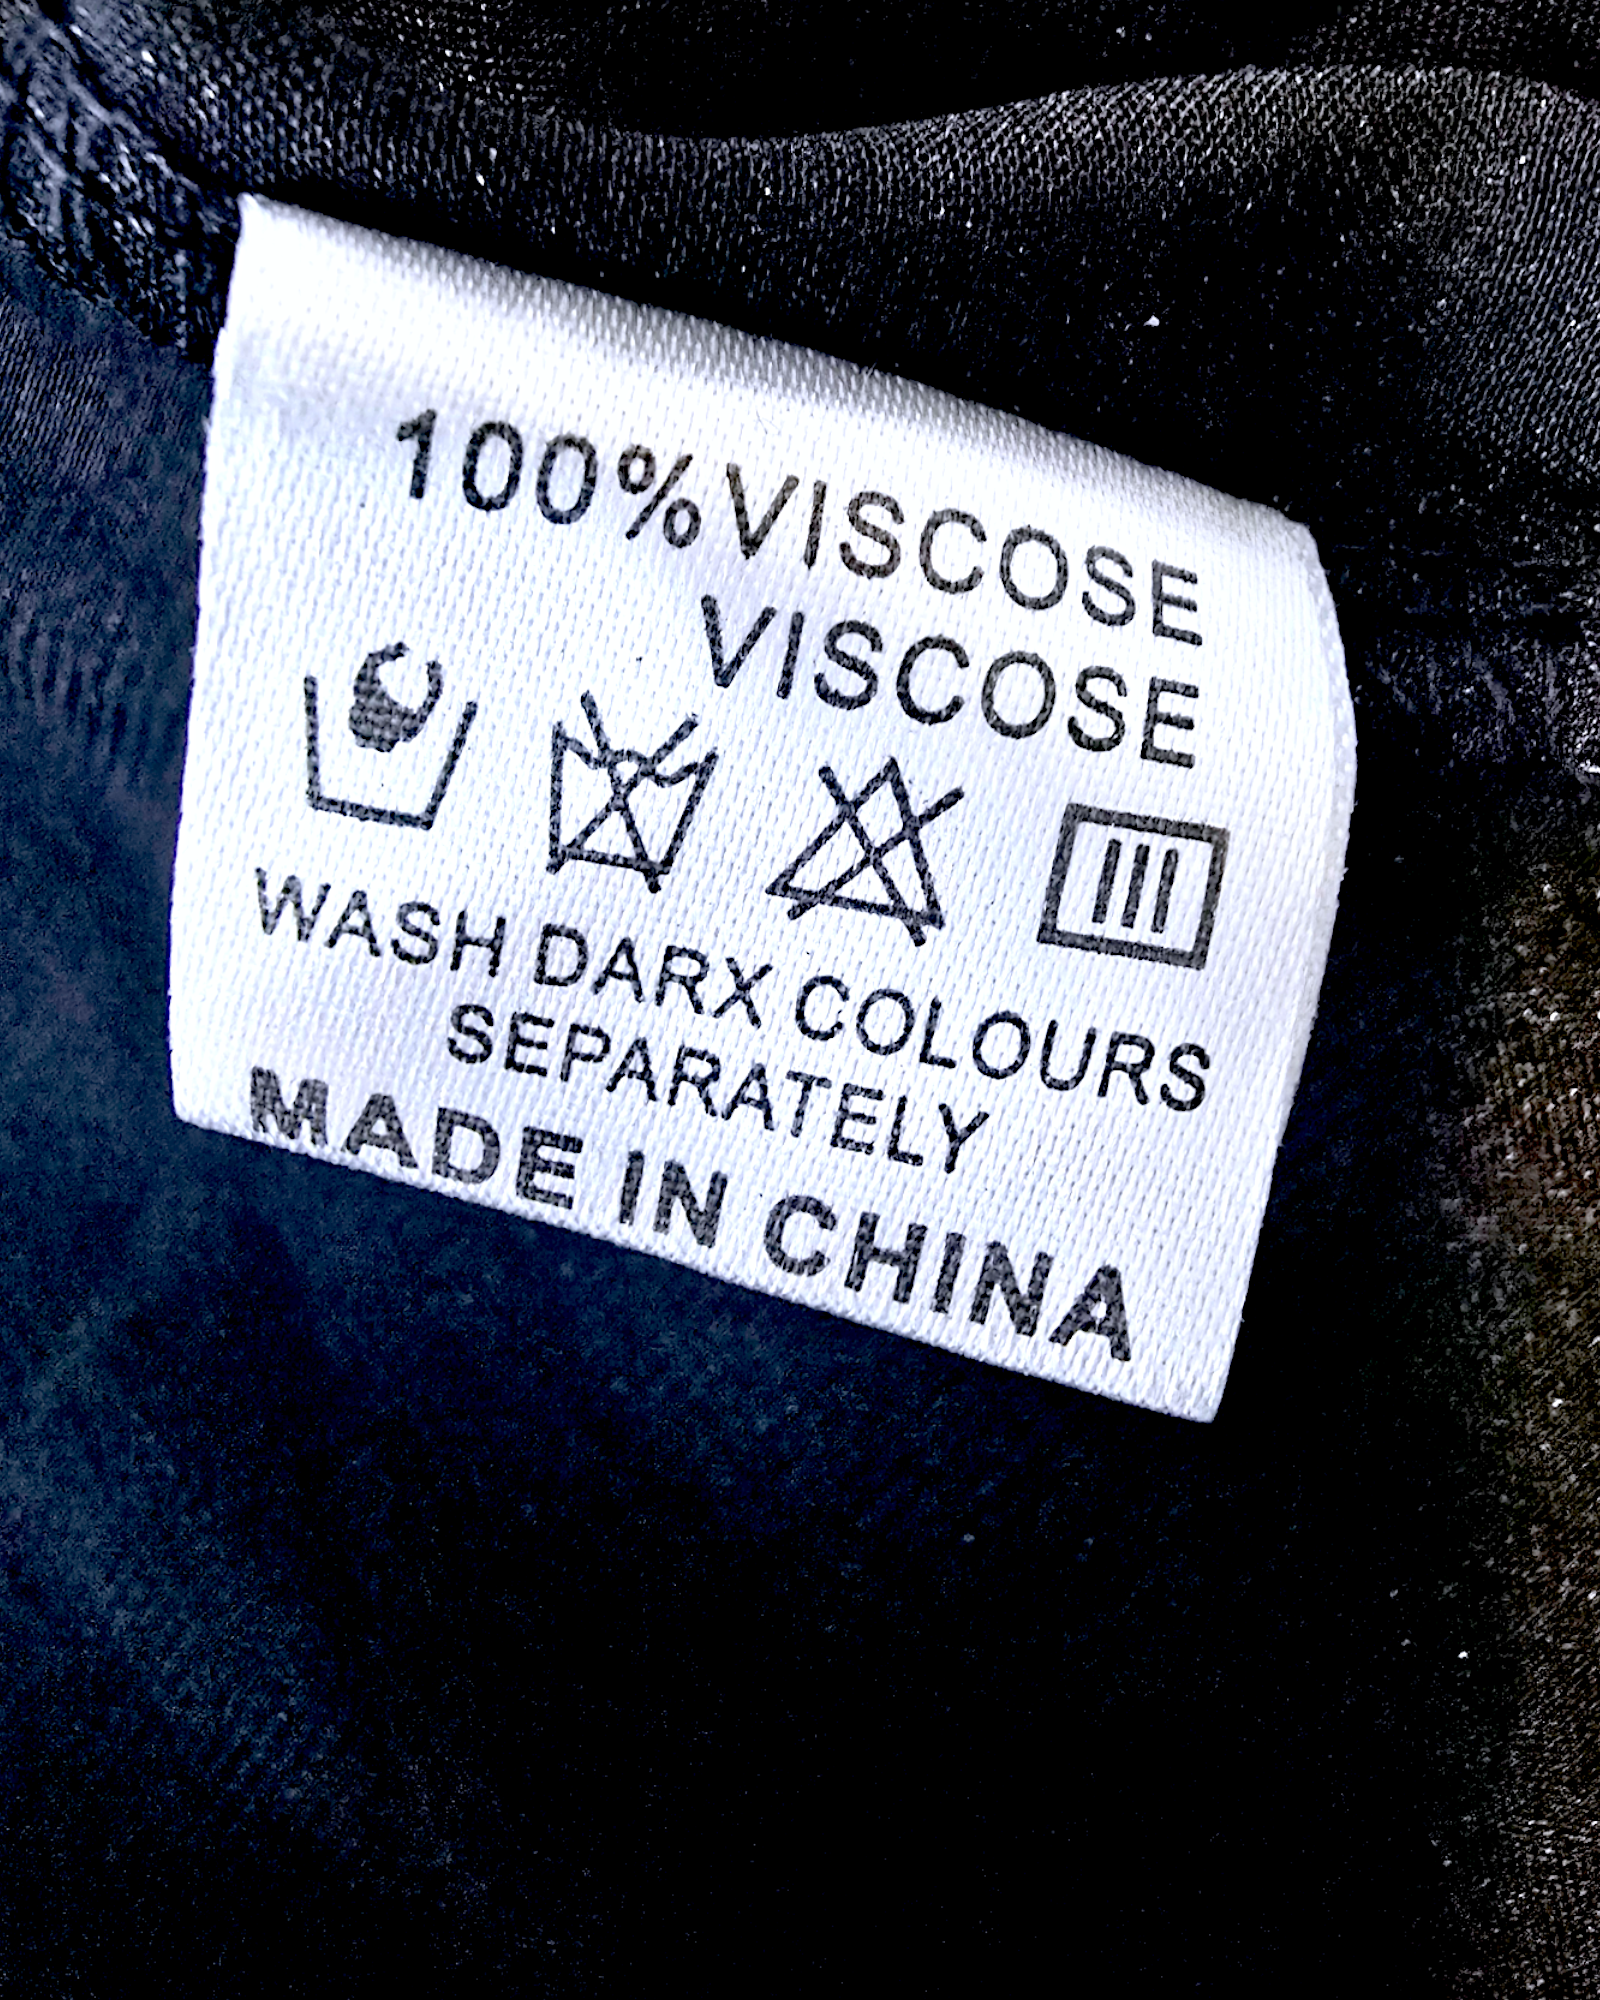 100%VISCOSE
VISCOSE
WASH DARX COLOURS
SEPARATELY
MADE IN CHINA